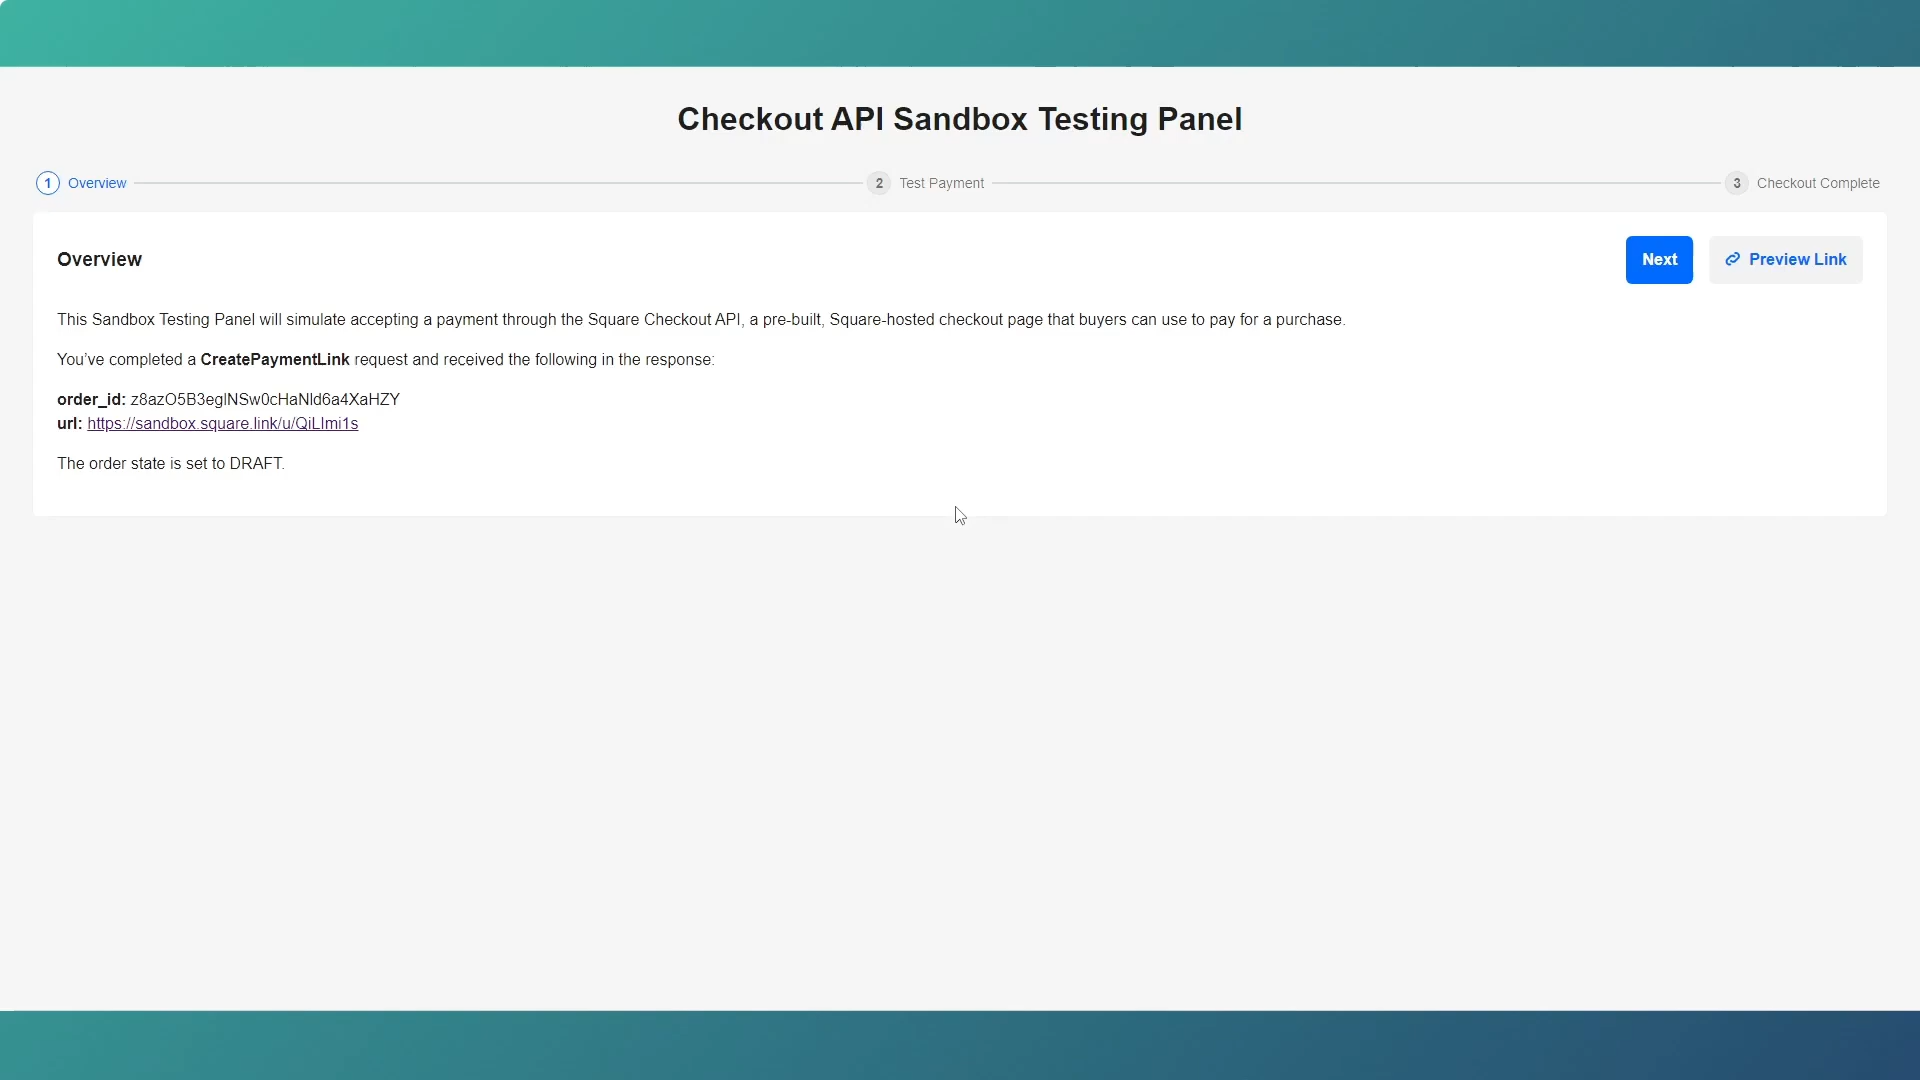 Checkout API Sandbox Testing Panel
1 Overview 2 Test Payment 3 Checkout Complete
Overview
Next Preview Link
This Sandbox Testing Panel will simulate accepting a payment through the Square Checkout API, a pre-built, Square-hosted checkout page that buyers can use to pay for a purchase.
You’ve completed a CreatePaymentLink request and received the following in the response:
order_id: z8azO5B3eglNSw0cHaNld6a4XaHZY
url: https://sandbox.square.link/u/QiLImi1s
The order state is set to DRAFT.